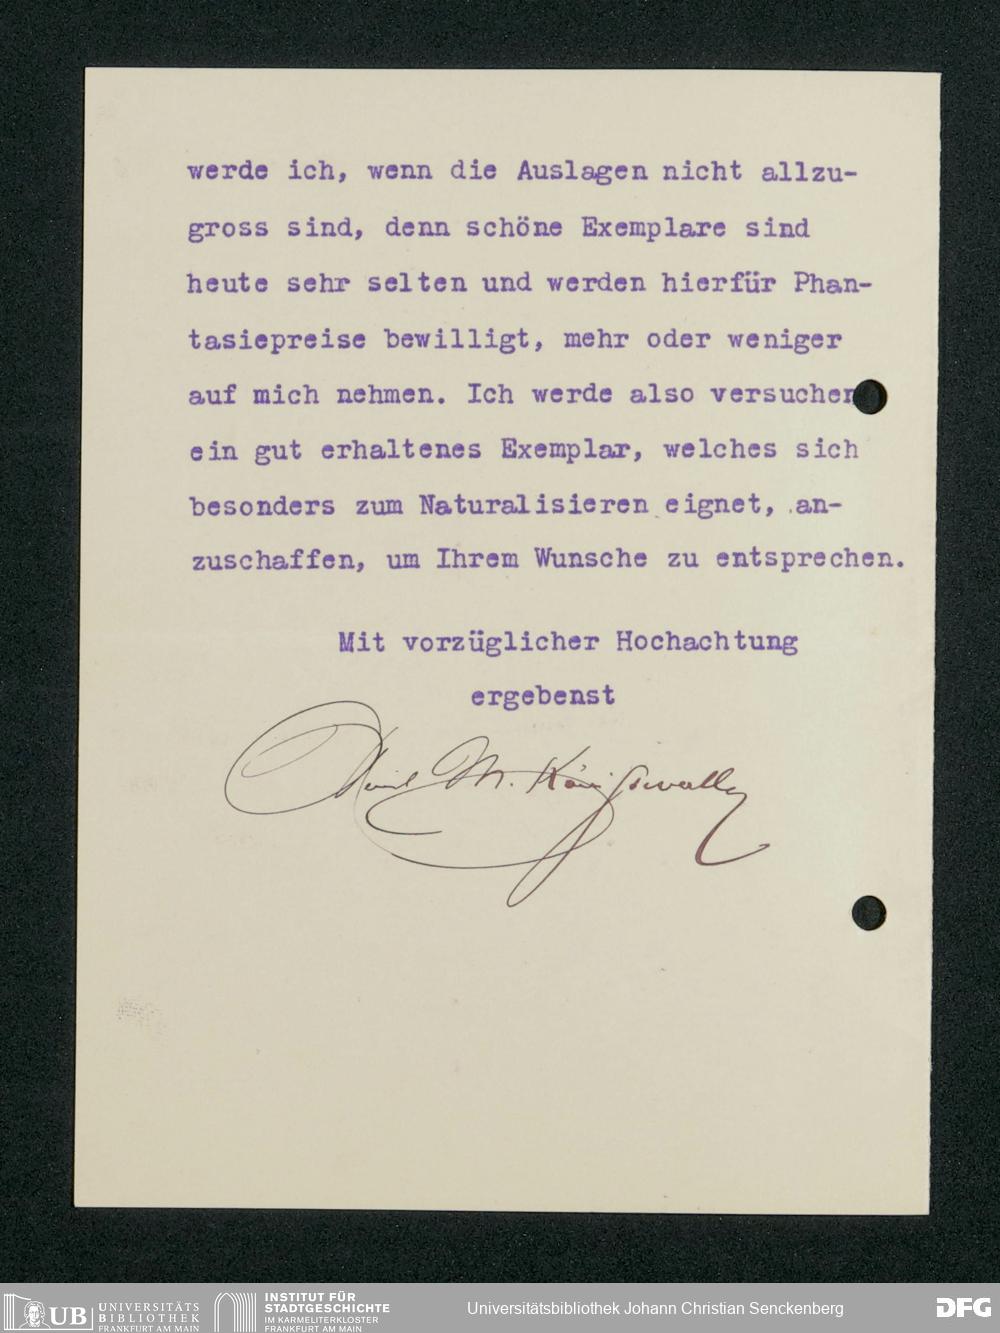 werde ich, wenn die Auslagen nicht allzu-
gross sind, denn schöne Exemplare sind
heute sehr selten und werden hierfür Phan-
tasiepreise bewilligt, mehr oder weniger
auf mich nehmen. Ich werde also versuchen
ein gut erhaltenes Exemplar, welches sich
besonders zum Naturalisieren eignet, an-
zuschaffen, um Ihrem Wunsche zu entsprechen.
Mit vorzüglicher Hochachtung
ergebenst
M. Königswalter
UB UNIVERSITÄTS
BIBLIOTHEK
FRANKFURT AM MAIN
INSTITUT FÜR
STADTGESCHICHTE
IM KARMELITERKLOSTER
FRANKFURT AM MAIN
Universitätsbibliothek Johann Christian Senckenberg
DFG